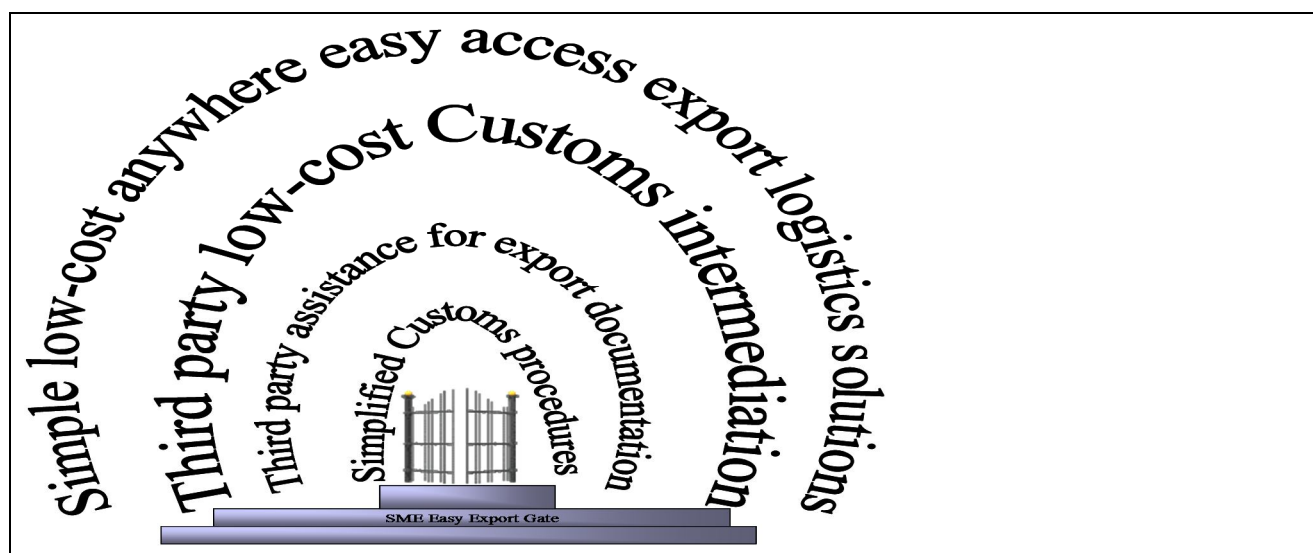 Simple low-cost anywhere easy access export logistics solutions
Third party low-cost Customs intermediation
Third party assistance for export documentation
Simplified Customs procedures
SME Easy Export Gate